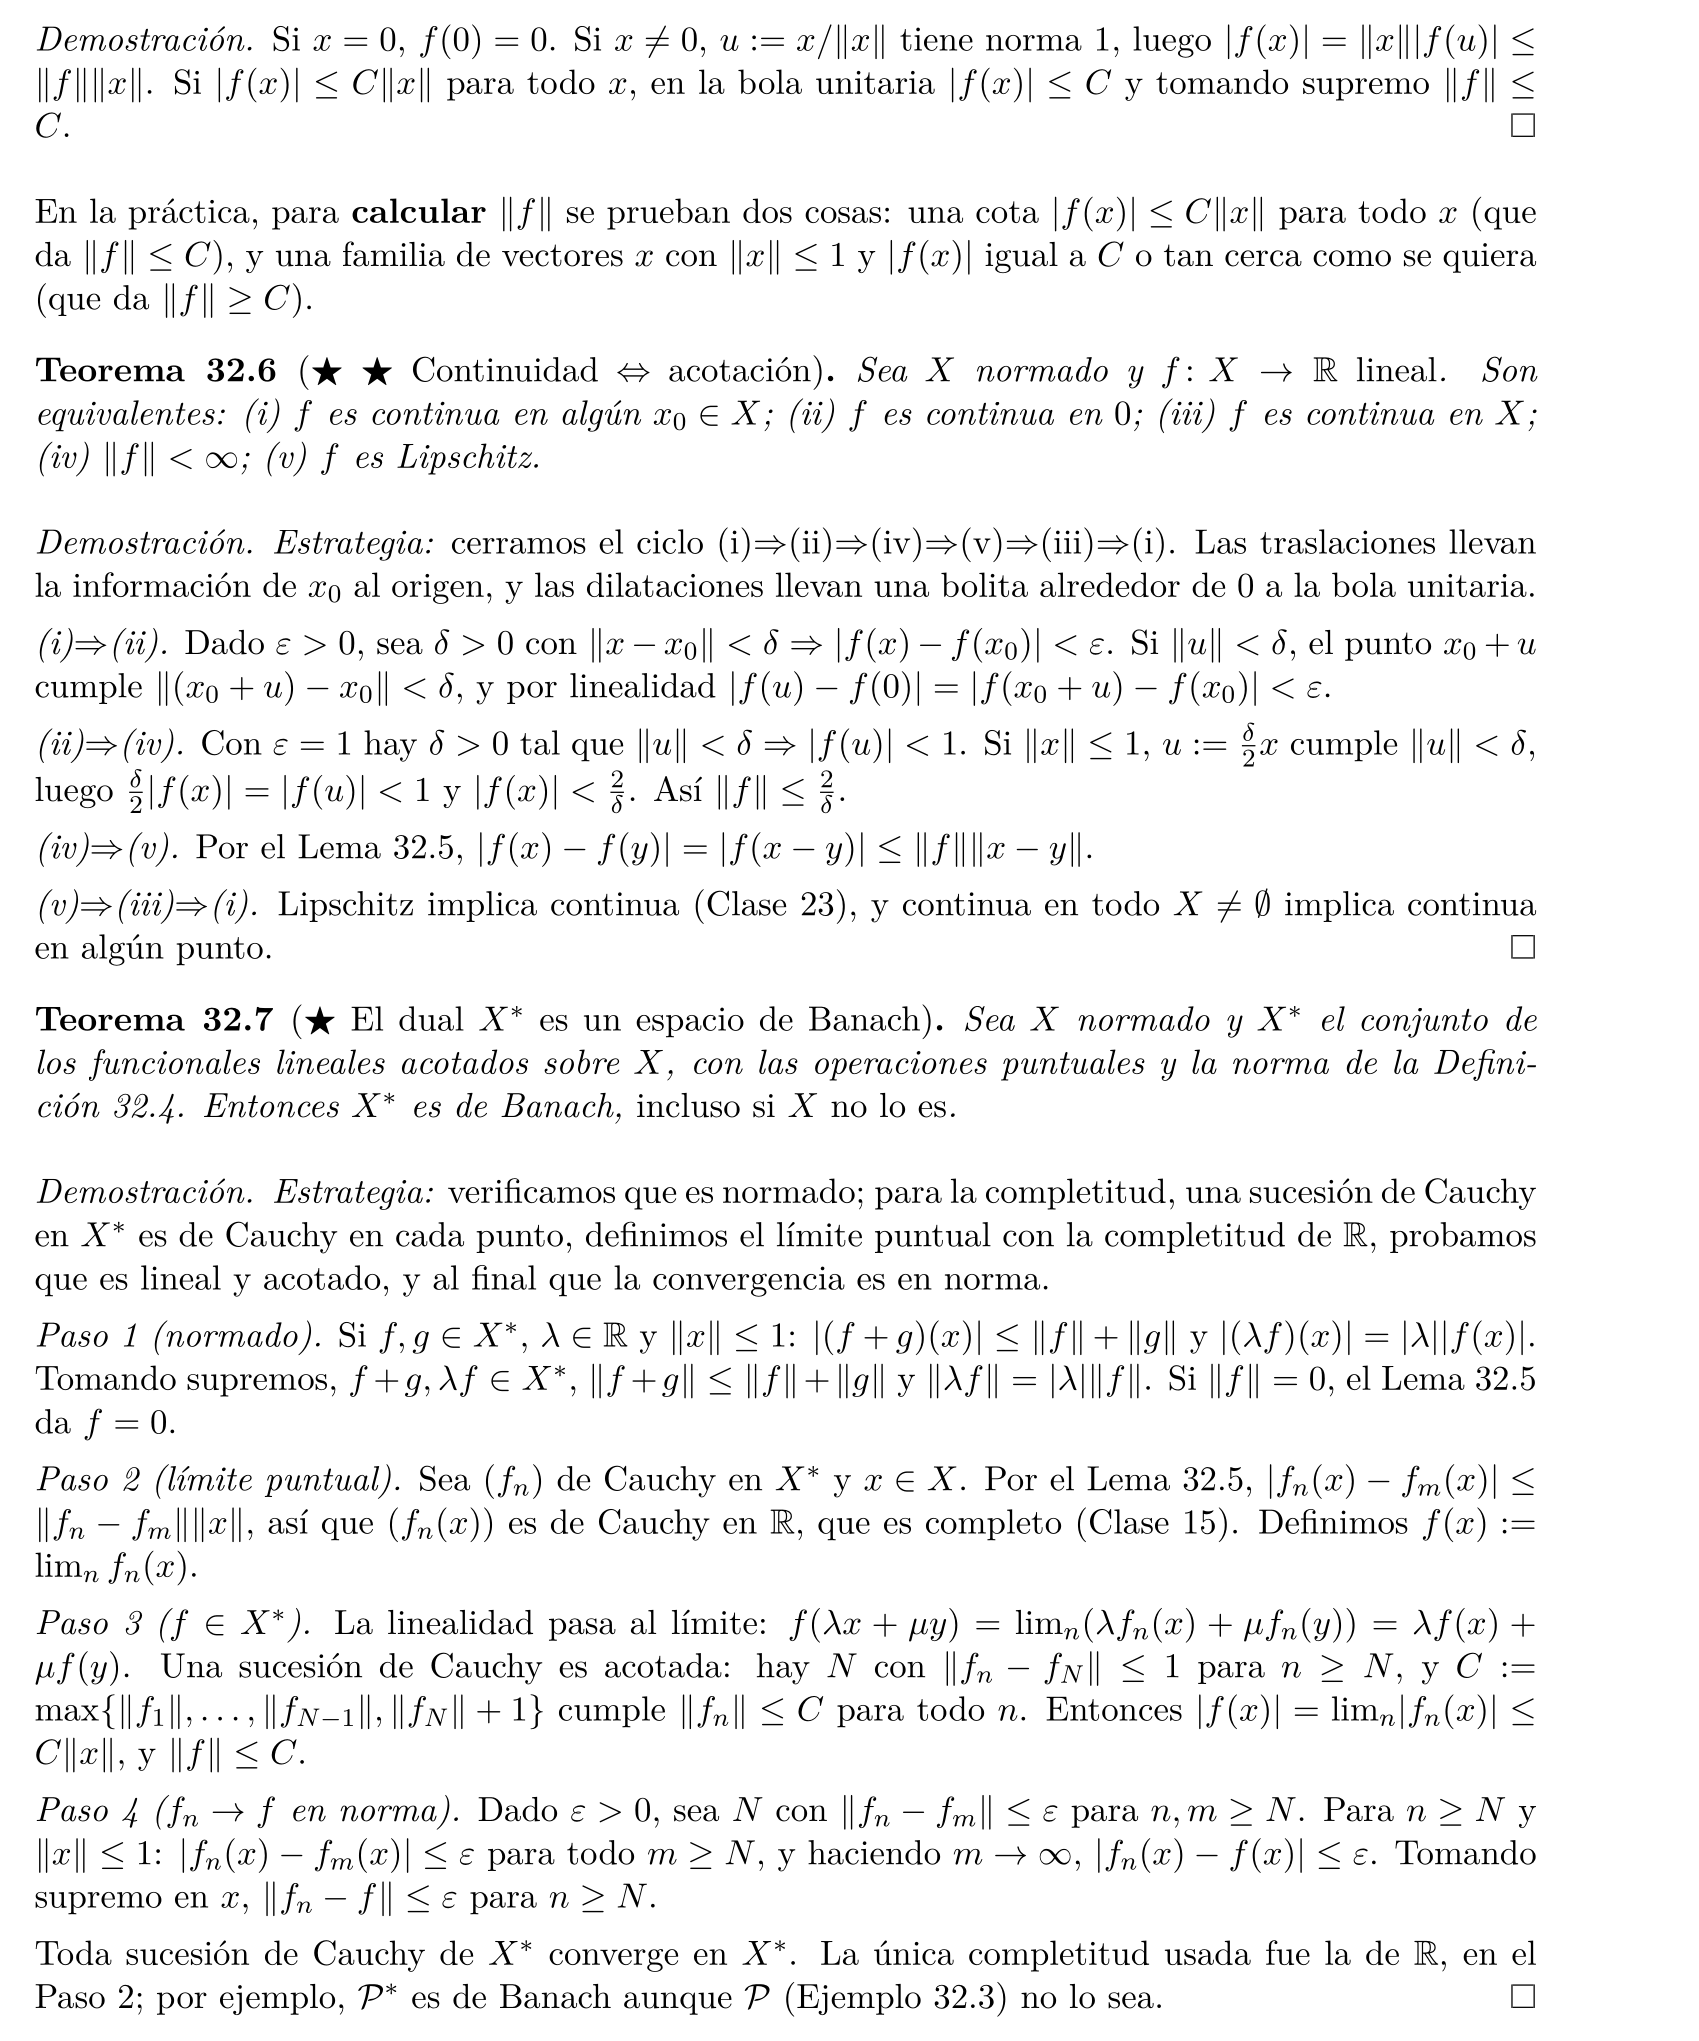 Demostración. Si x = 0, f(0) = 0. Si x ≠ 0, u := x/‖x‖ tiene norma 1, luego |f(x)| = ‖x‖|f(u)| ≤
‖f‖‖x‖. Si |f(x)| ≤ C‖x‖ para todo x, en la bola unitaria |f(x)| ≤ C y tomando supremo ‖f‖ ≤
C. □
En la práctica, para calcular ‖f‖ se prueban dos cosas: una cota |f(x)| ≤ C‖x‖ para todo x (que
da ‖f‖ ≤ C), y una familia de vectores x con ‖x‖ ≤ 1 y |f(x)| igual a C o tan cerca como se quiera
(que da ‖f‖ ≥ C).
Teorema 32.6 (★ ★ Continuidad ⇔ acotación). Sea X normado y f : X → ℝ lineal. Son
equivalentes: (i) f es continua en algún x₀ ∈ X; (ii) f es continua en 0; (iii) f es continua en X;
(iv) ‖f‖ < ∞; (v) f es Lipschitz.
Demostración. Estrategia: cerramos el ciclo (i)⇒(ii)⇒(iv)⇒(v)⇒(iii)⇒(i). Las traslaciones llevan
la información de x₀ al origen, y las dilataciones llevan una bolita alrededor de 0 a la bola unitaria.
(i)⇒(ii). Dado ε > 0, sea δ > 0 con ‖x − x₀‖ < δ ⇒ |f(x) − f(x₀)| < ε. Si ‖u‖ < δ, el punto x₀ + u
cumple ‖(x₀ + u) − x₀‖ < δ, y por linealidad |f(u) − f(0)| = |f(x₀ + u) − f(x₀)| < ε.
(ii)⇒(iv). Con ε = 1 hay δ > 0 tal que ‖u‖ < δ ⇒ |f(u)| < 1. Si ‖x‖ ≤ 1, u := δ/2 x cumple ‖u‖ < δ,
luego δ/2|f(x)| = |f(u)| < 1 y |f(x)| < 2/δ. Así ‖f‖ ≤ 2/δ.
(iv)⇒(v). Por el Lema 32.5, |f(x) − f(y)| = |f(x − y)| ≤ ‖f‖‖x − y‖.
(v)⇒(iii)⇒(i). Lipschitz implica continua (Clase 23), y continua en todo X ≠ ∅ implica continua
en algún punto. □
Teorema 32.7 (★ El dual X* es un espacio de Banach). Sea X normado y X* el conjunto de
los funcionales lineales acotados sobre X, con las operaciones puntuales y la norma de la Defini-
ción 32.4. Entonces X* es de Banach, incluso si X no lo es.
Demostración. Estrategia: verificamos que es normado; para la completitud, una sucesión de Cauchy
en X* es de Cauchy en cada punto, definimos el límite puntual con la completitud de ℝ, probamos
que es lineal y acotado, y al final que la convergencia es en norma.
Paso 1 (normado). Si f, g ∈ X*, λ ∈ ℝ y ‖x‖ ≤ 1: |(f + g)(x)| ≤ ‖f‖ + ‖g‖ y |(λf)(x)| = |λ||f(x)|.
Tomando supremos, f + g, λf ∈ X*, ‖f + g‖ ≤ ‖f‖ + ‖g‖ y ‖λf‖ = |λ|‖f‖. Si ‖f‖ = 0, el Lema 32.5
da f = 0.
Paso 2 (límite puntual). Sea (fₙ) de Cauchy en X* y x ∈ X. Por el Lema 32.5, |fₙ(x) − fₘ(x)| ≤
‖fₙ − fₘ‖‖x‖, así que (fₙ(x)) es de Cauchy en ℝ, que es completo (Clase 15). Definimos f(x) :=
limₙ fₙ(x).
Paso 3 (f ∈ X*). La linealidad pasa al límite: f(λx + μy) = limₙ(λfₙ(x) + μfₙ(y)) = λf(x) +
μf(y). Una sucesión de Cauchy es acotada: hay N con ‖fₙ − f_N‖ ≤ 1 para n ≥ N, y C :=
max{‖f₁‖, . . . , ‖f_{N−1}‖, ‖f_N‖ + 1} cumple ‖fₙ‖ ≤ C para todo n. Entonces |f(x)| = limₙ|fₙ(x)| ≤
C‖x‖, y ‖f‖ ≤ C.
Paso 4 (fₙ → f en norma). Dado ε > 0, sea N con ‖fₙ − fₘ‖ ≤ ε para n, m ≥ N. Para n ≥ N y
‖x‖ ≤ 1: |fₙ(x) − fₘ(x)| ≤ ε para todo m ≥ N, y haciendo m → ∞, |fₙ(x) − f(x)| ≤ ε. Tomando
supremo en x, ‖fₙ − f‖ ≤ ε para n ≥ N.
Toda sucesión de Cauchy de X* converge en X*. La única completitud usada fue la de ℝ, en el
Paso 2; por ejemplo, 𝒫* es de Banach aunque 𝒫 (Ejemplo 32.3) no lo sea. □